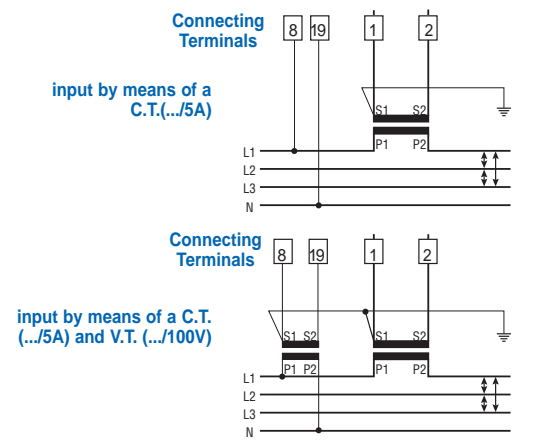 Connecting
Terminals
8 19 1 2
input by means of a
C.T.(.../5A)
S1 S2
P1 P2
L1
L2
L3
N
Connecting
Terminals
8 19 1 2
input by means of a C.T.
(.../5A) and V.T. (.../100V)
S1 S2 S1 S2
P1 P2 P1 P2
L1
L2
L3
N